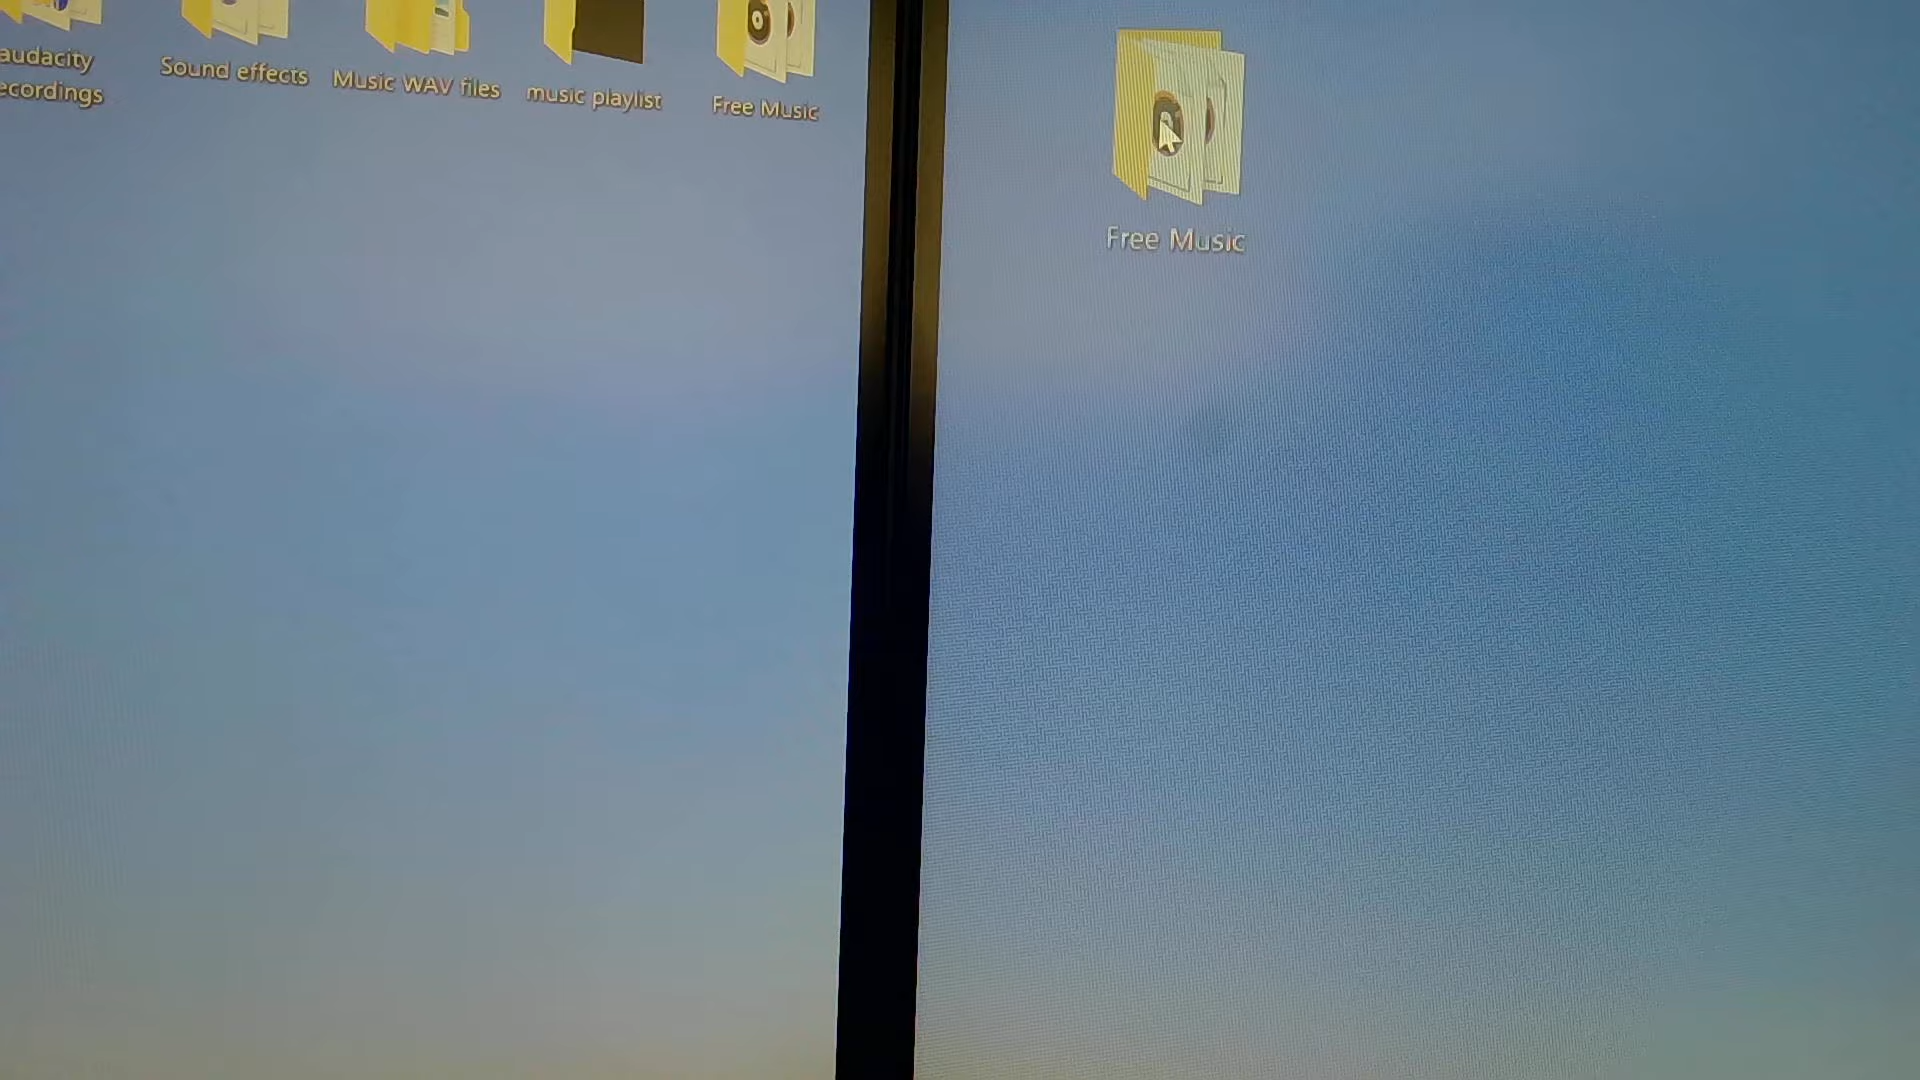 audacity
ecordings
Sound effects
Music WAV files
music playlist
Free Music
Free Music